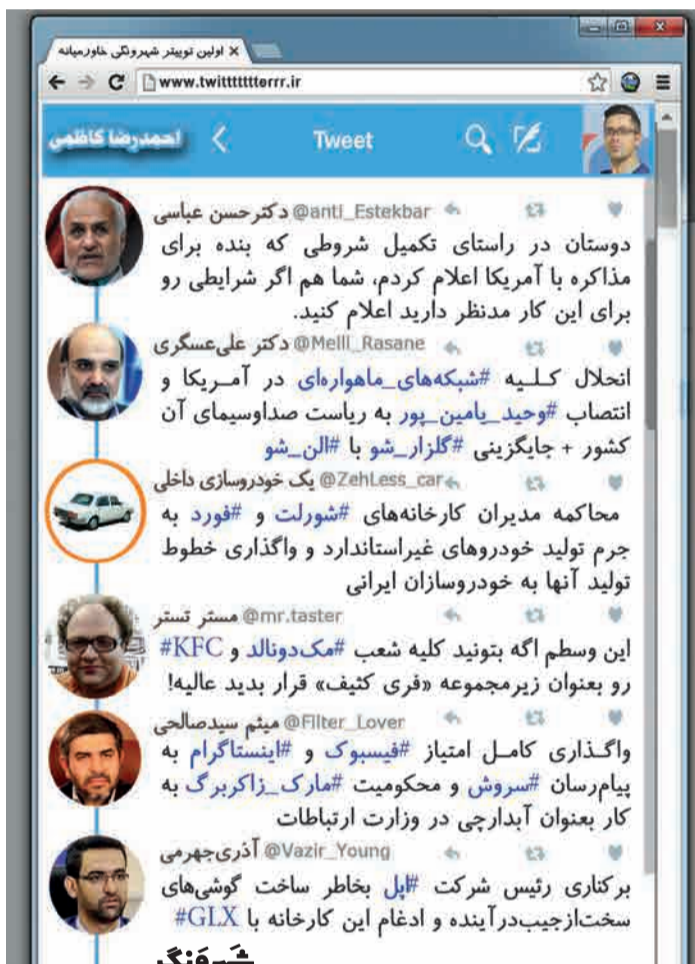 اولین توییتر شهرونگی خاورمیانه
www.twittttttterrr.ir
احمدرضا کاظمی
Tweet
دکترحسن عباسی @anti_Estekbar
دوستان در راستای تکمیل شروطی که بنده برای
مذاکره با آمریکا اعلام کردم، شما هم اگر شرایطی رو
برای این کار مدنظر دارید اعلام کنید.
دکتر علی‌عسگری @Melli_Rasane
انحلال کلیه #شبکه‌های_ماهواره‌ای در آمریکا و
انتصاب #وحید_یامین_پور به ریاست صداوسیمای آن
کشور + جایگزینی #گلزار_شو با #الن_شو
یک خودروسازی داخلی @ZehLess_car
محاکمه مدیران کارخانه‌های #شورلت و #فورد به
جرم تولید خودروهای غیراستاندارد و واگذاری خطوط
تولید آنها به خودروسازان ایرانی
مستر تستر @mr.taster
این وسطم اگه بتونید کلیه شعب #مک‌دونالد و KFC#
رو بعنوان زیرمجموعه «فری کثیف» قرار بدید عالیه!
میثم سیدصالحی @Filter_Lover
واگذاری کامل امتیاز #فیسبوک و #اینستاگرام به
پیام‌رسان #سروش و محکومیت #مارک_زاکربرگ به
کار بعنوان آبدارچی در وزارت ارتباطات
آذری‌جهرمی @Vazir_Young
برکناری رئیس شرکت #اپل بخاطر ساخت گوشی‌های
سخت‌ازجیب‌درآینده و ادغام این کارخانه با GLX#
شهرونگ